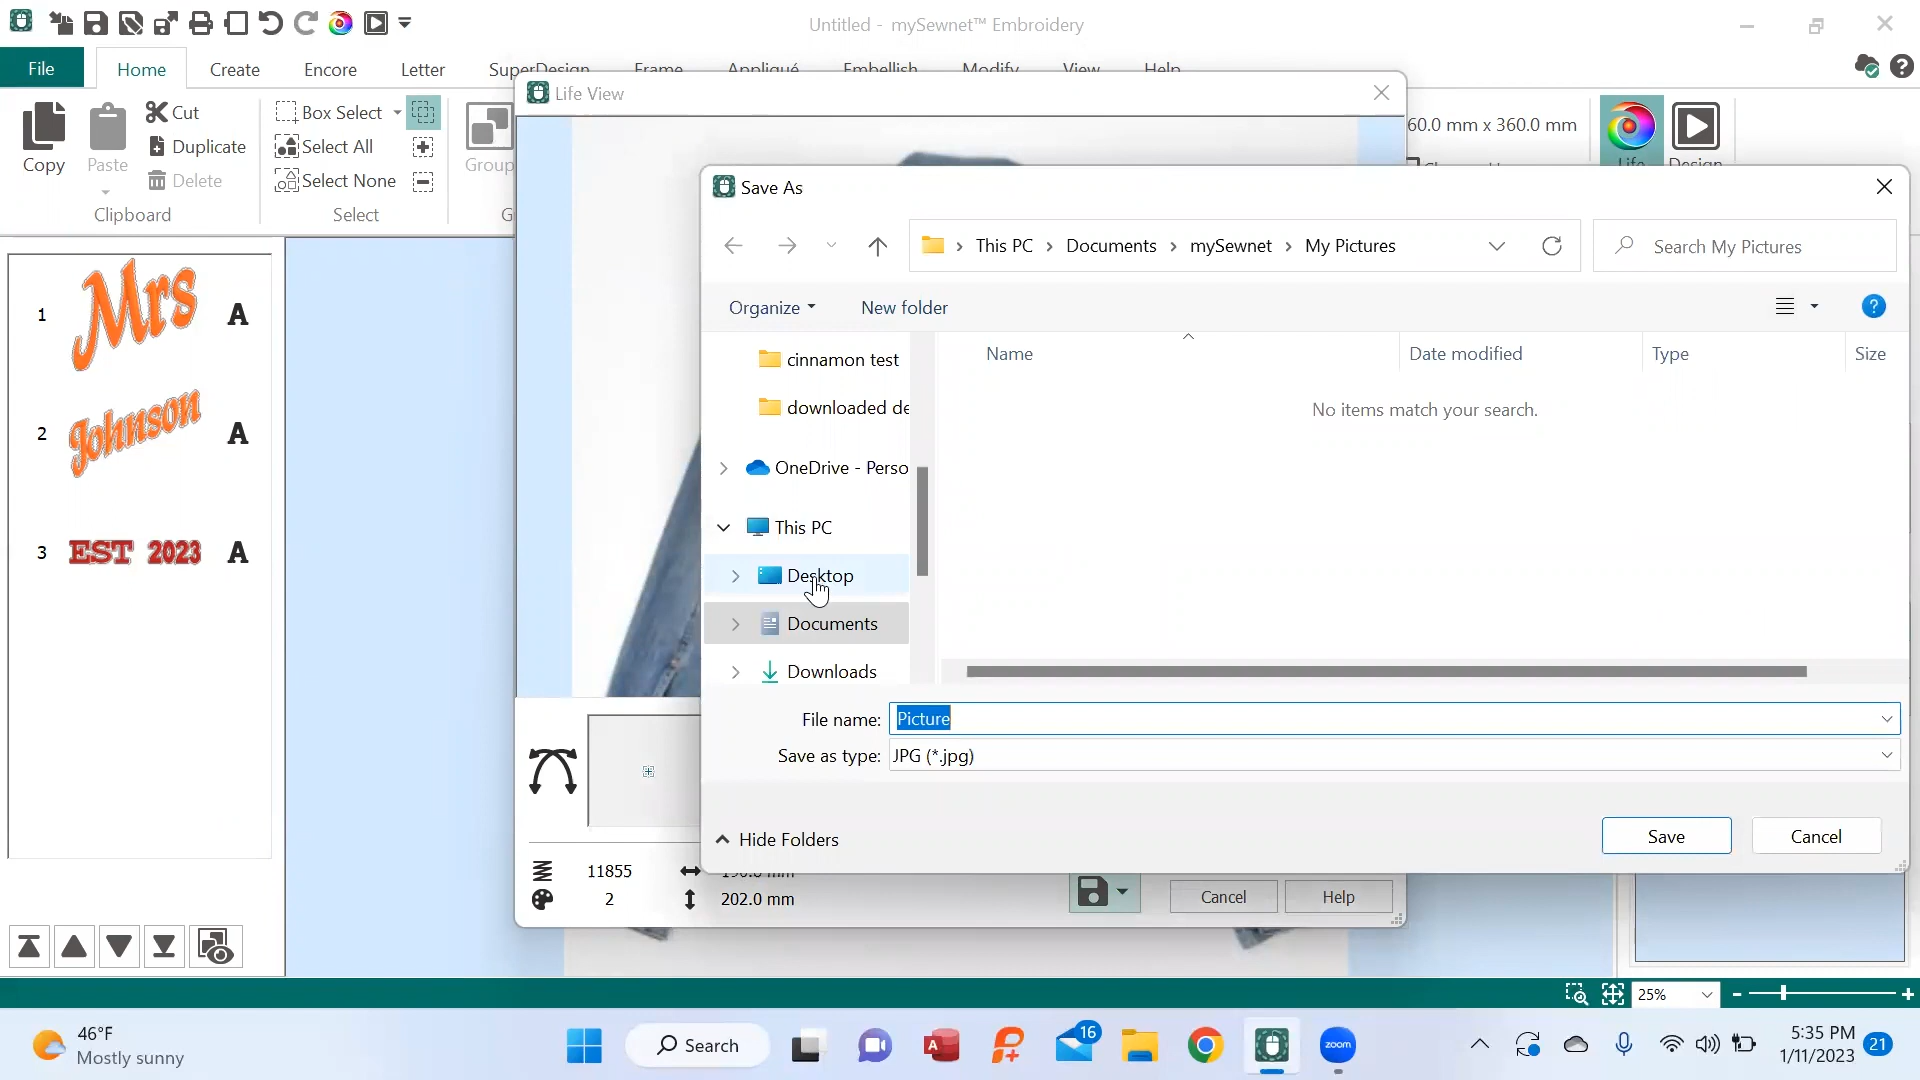 Untitled - mySewnet™ Embroidery
File
Home
Create
Encore
Letter
SuperDesign
Frame
Appliqué
Embellish
Modify
View
Help
Copy
Paste
Cut
Duplicate
Delete
Clipboard
Box Select
Select All
Select None
Select
Group
60.0 mm x 360.0 mm
Life
Design
Life View
Save As
This PC > Documents > mySewnet > My Pictures
Search My Pictures
Organize
New folder
Name
Date modified
Type
Size
No items match your search.
cinnamon test
downloaded de
OneDrive - Perso
This PC
Desktop
Documents
Downloads
File name: Picture
Save as type: JPG (*.jpg)
Hide Folders
Save
Cancel
1 Mrs A
2 Johnson A
3 EST 2023 A
11855
2
202.0 mm
Cancel
Help
25%
46°F
Mostly sunny
Search
A
16
zoom
5:35 PM
1/11/2023
21